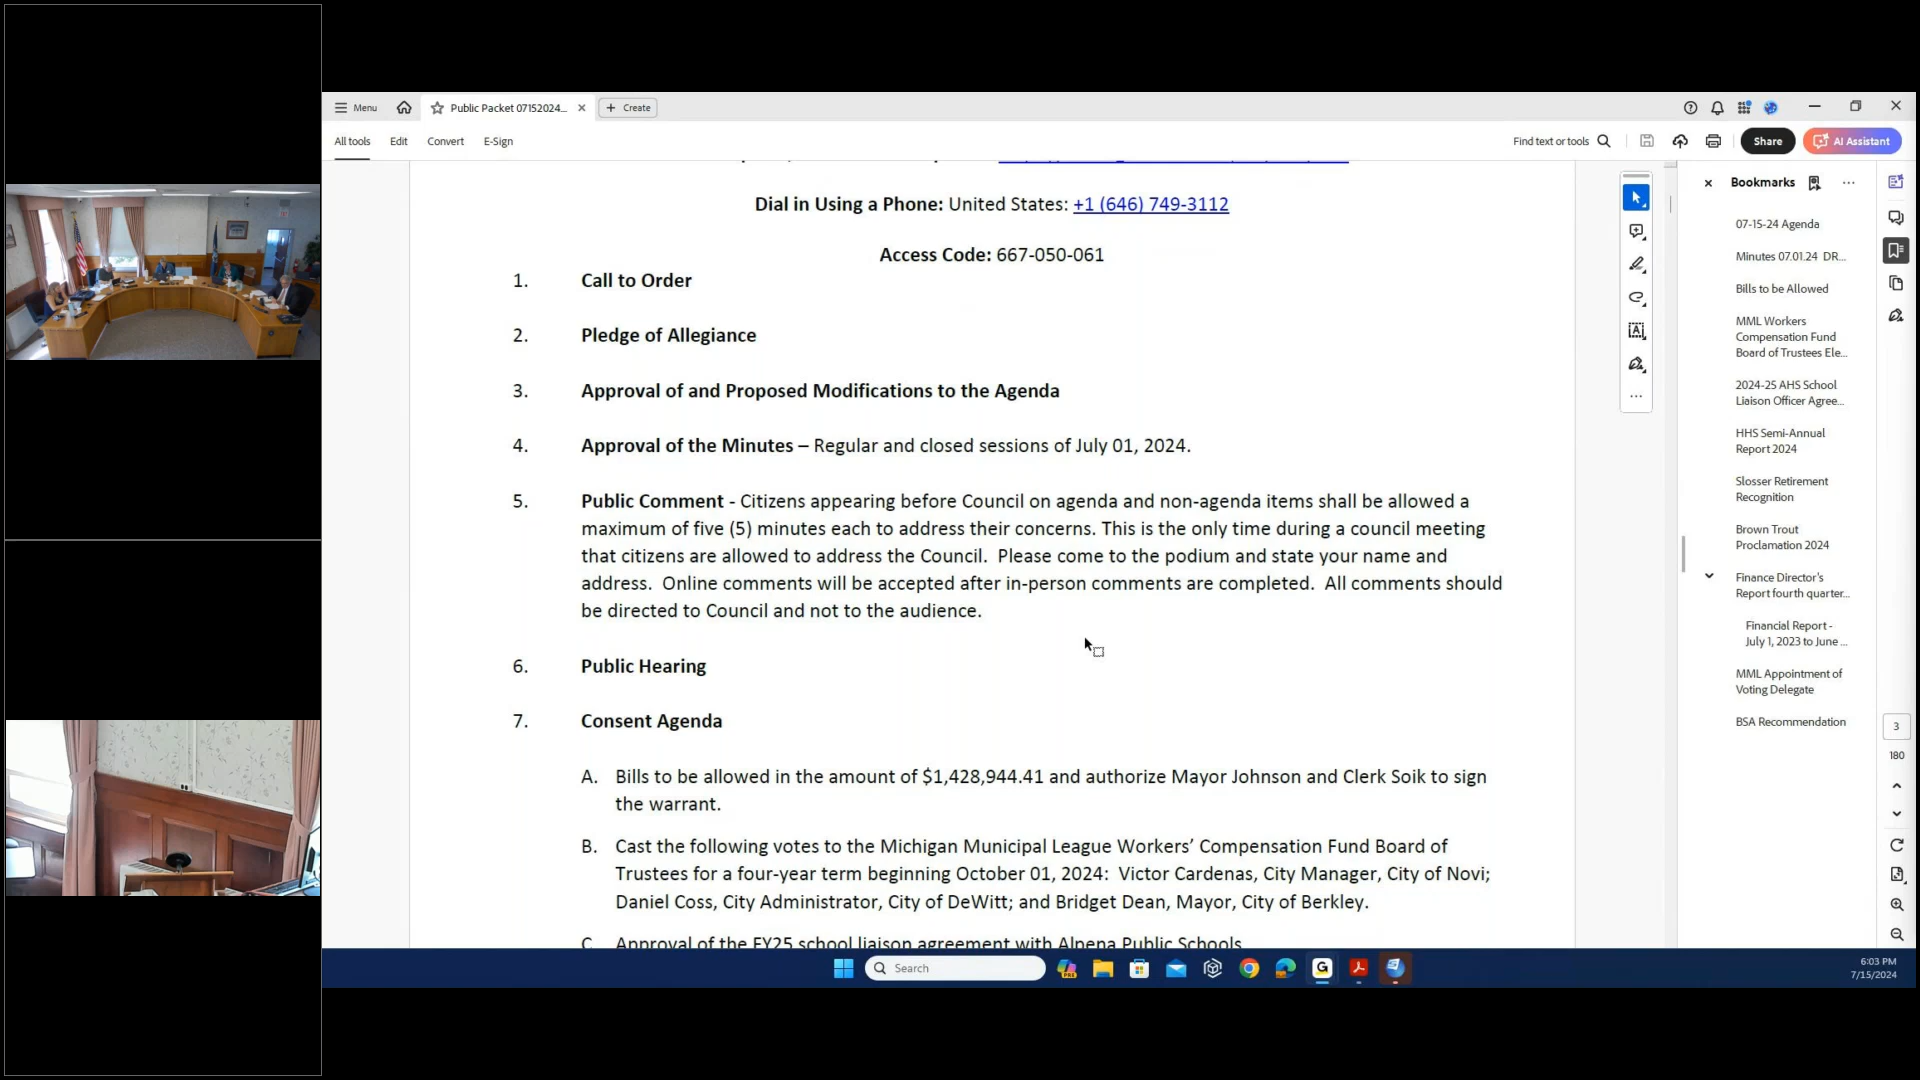 Menu
Public Packet 07152024...
Create
All tools
Edit
Convert
E-Sign
Find text or tools
Share
AI Assistant
Dial in Using a Phone: United States: +1 (646) 749-3112
Access Code: 667-050-061
1. Call to Order
2. Pledge of Allegiance
3. Approval of and Proposed Modifications to the Agenda
4. Approval of the Minutes – Regular and closed sessions of July 01, 2024.
5. Public Comment - Citizens appearing before Council on agenda and non-agenda items shall be allowed a
maximum of five (5) minutes each to address their concerns. This is the only time during a council meeting
that citizens are allowed to address the Council. Please come to the podium and state your name and
address. Online comments will be accepted after in-person comments are completed. All comments should
be directed to Council and not to the audience.
6. Public Hearing
7. Consent Agenda
A. Bills to be allowed in the amount of $1,428,944.41 and authorize Mayor Johnson and Clerk Soik to sign
the warrant.
B. Cast the following votes to the Michigan Municipal League Workers' Compensation Fund Board of
Trustees for a four-year term beginning October 01, 2024: Victor Cardenas, City Manager, City of Novi;
Daniel Coss, City Administrator, City of DeWitt; and Bridget Dean, Mayor, City of Berkley.
C. Approval of the FY25 school liaison agreement with Alpena Public Schools.
Bookmarks
07-15-24 Agenda
Minutes 07.01.24 DR...
Bills to be Allowed
MML Workers
Compensation Fund
Board of Trustees Ele...
2024-25 AHS School
Liaison Officer Agree...
HHS Semi-Annual
Report 2024
Slosser Retirement
Recognition
Brown Trout
Proclamation 2024
Finance Director's
Report fourth quarter...
Financial Report -
July 1, 2023 to June ...
MML Appointment of
Voting Delegate
BSA Recommendation
3
180
Search
6:03 PM
7/15/2024